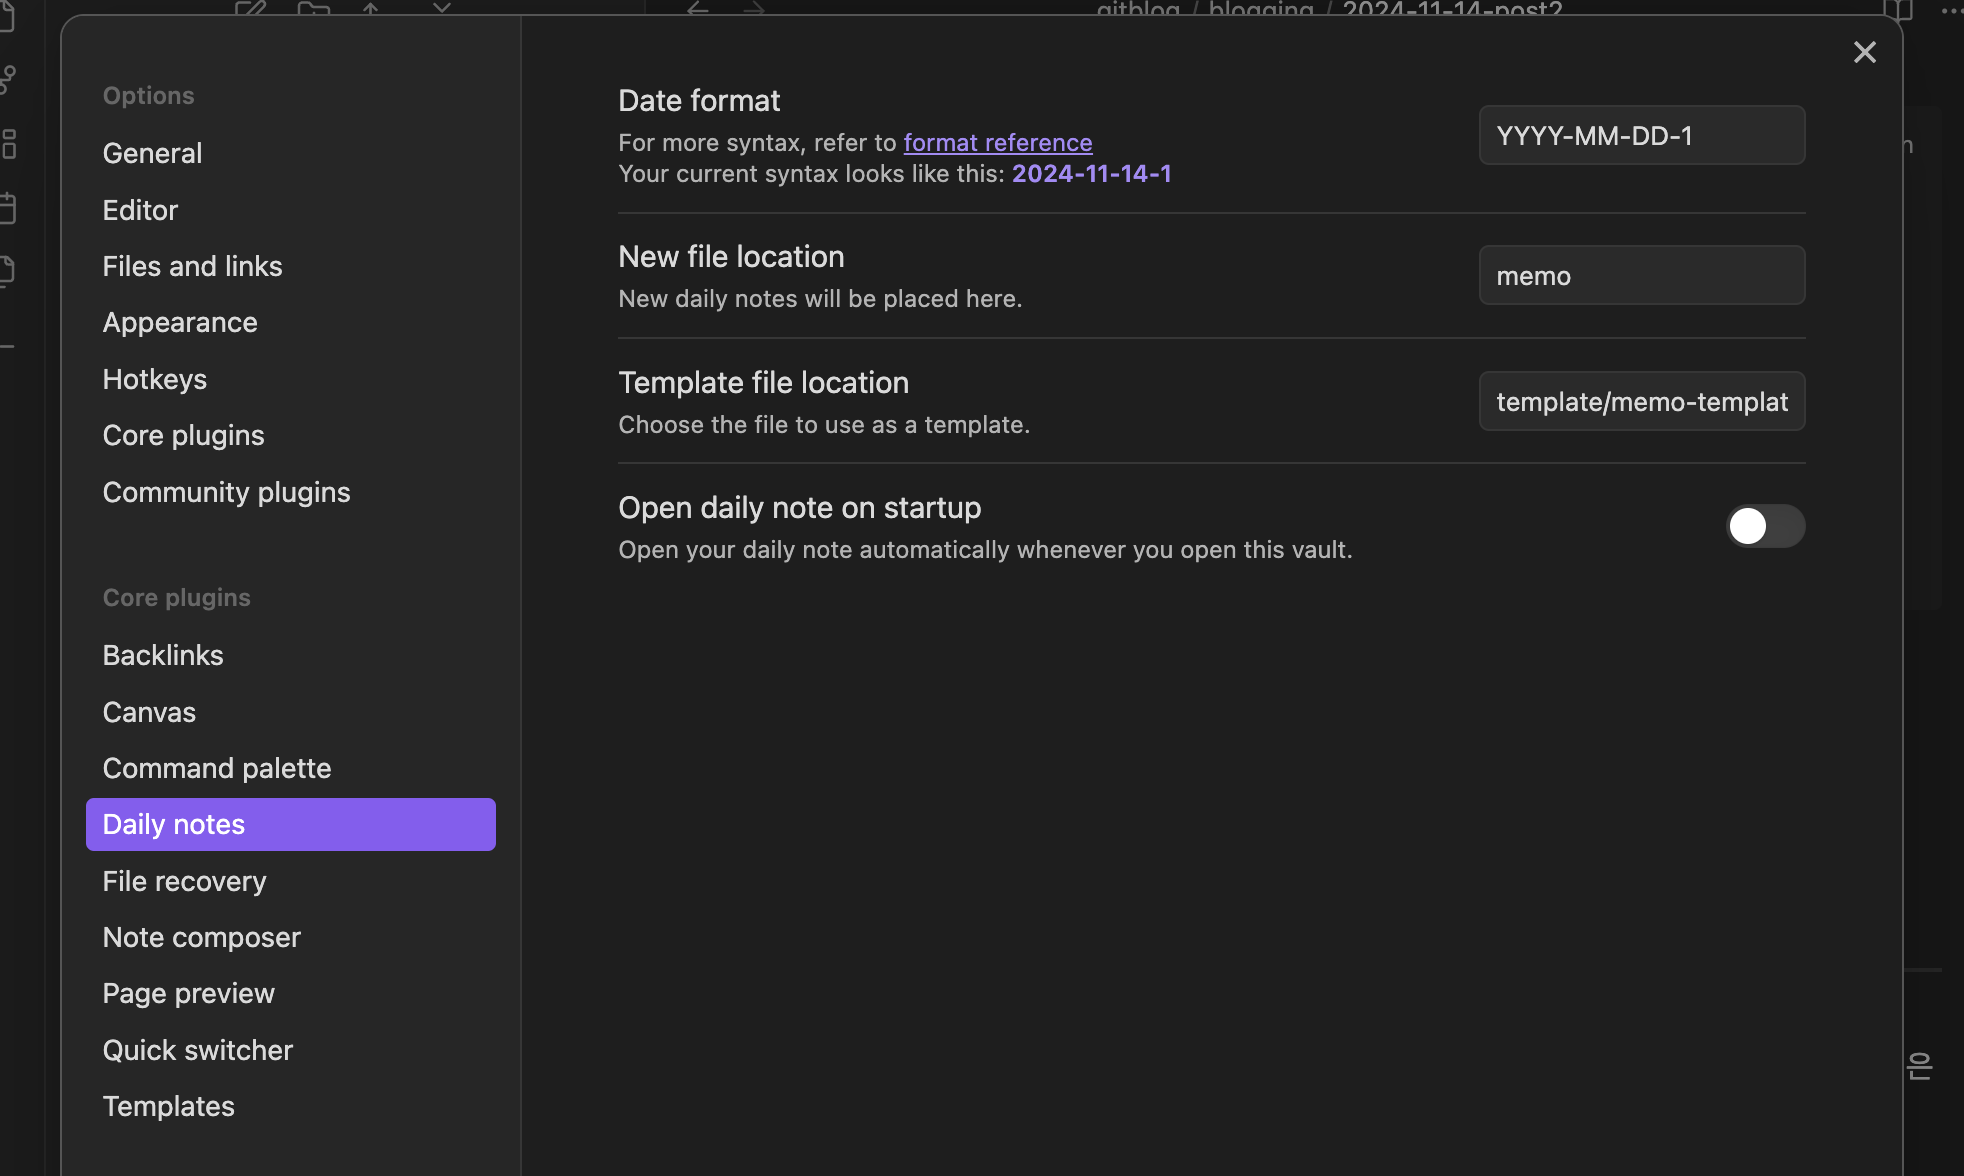 gitblog / blogging / 2024-11-14-post2
Options
General
Editor
Files and links
Appearance
Hotkeys
Core plugins
Community plugins
Core plugins
Backlinks
Canvas
Command palette
Daily notes
File recovery
Note composer
Page preview
Quick switcher
Templates
Date format
For more syntax, refer to format reference
Your current syntax looks like this: 2024-11-14-1
YYYY-MM-DD-1
New file location
New daily notes will be placed here.
memo
Template file location
Choose the file to use as a template.
template/memo-templat
Open daily note on startup
Open your daily note automatically whenever you open this vault.